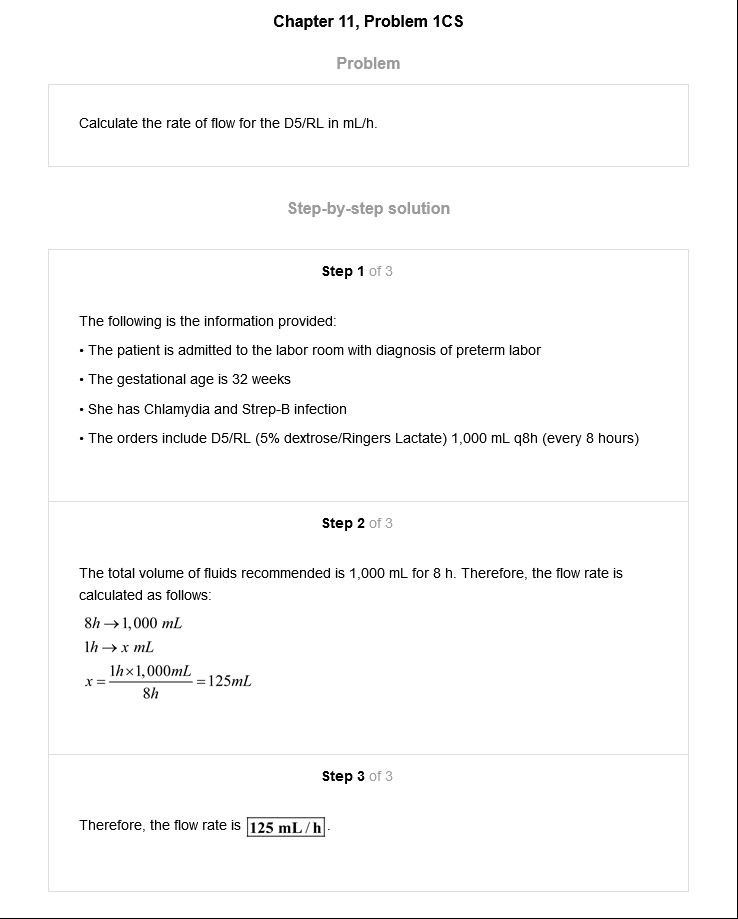 Chapter 11, Problem 1CS
Problem
Calculate the rate of flow for the D5/RL in mL/h.
Step-by-step solution
Step 1 of 3
The following is the information provided:
• The patient is admitted to the labor room with diagnosis of preterm labor
• The gestational age is 32 weeks
• She has Chlamydia and Strep-B infection
• The orders include D5/RL (5% dextrose/Ringers Lactate) 1,000 mL q8h (every 8 hours)
Step 2 of 3
The total volume of fluids recommended is 1,000 mL for 8 h. Therefore, the flow rate is
calculated as follows:
8h → 1,000 mL
1h → x mL
x = 1h × 1,000mL / 8h = 125mL
Step 3 of 3
Therefore, the flow rate is 125 mL / h.